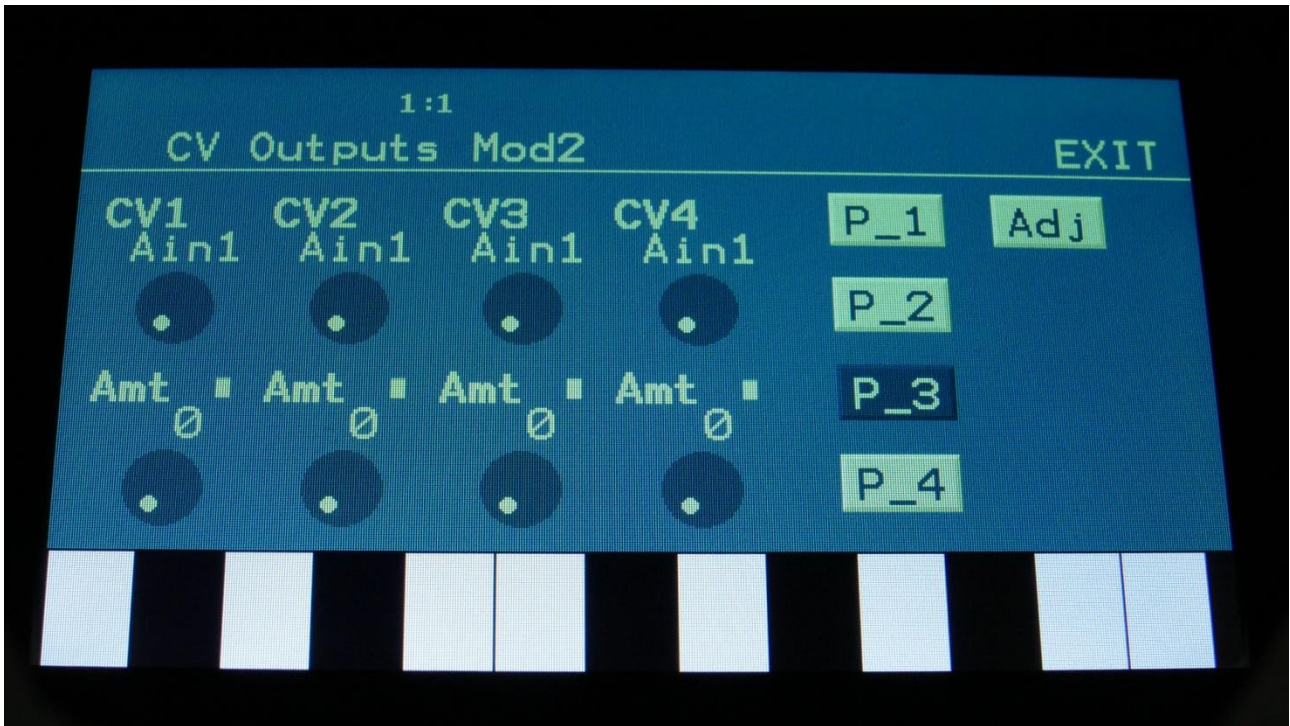 1:1
CV Outputs Mod2 EXIT
CV1 CV2 CV3 CV4 P_1 Adj
Ain1 Ain1 Ain1 Ain1
P_2
Amt Amt Amt Amt P_3
0 0 0 0
P_4